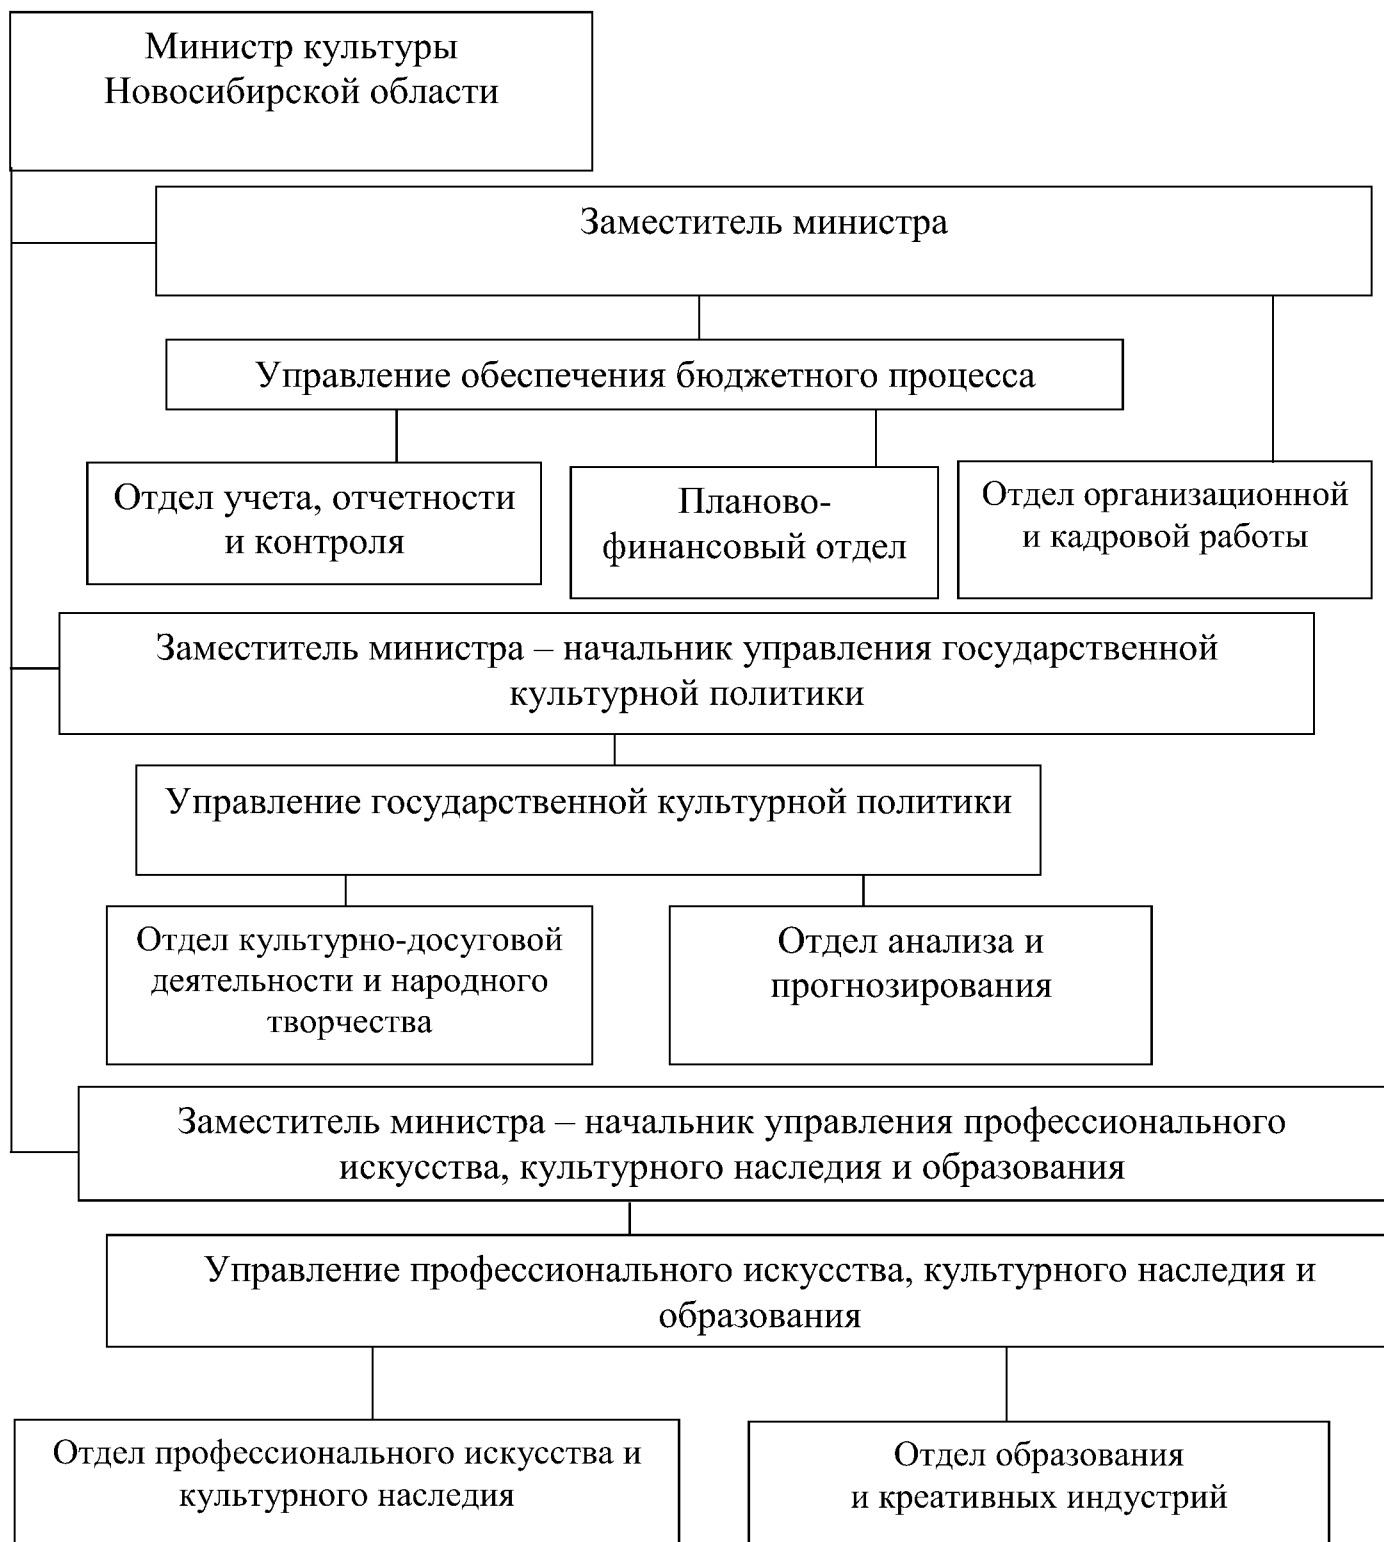 Министр культуры
Новосибирской области
Заместитель министра
Управление обеспечения бюджетного процесса
Отдел учета, отчетности
и контроля
Планово-
финансовый отдел
Отдел организационной
и кадровой работы
Заместитель министра – начальник управления государственной
культурной политики
Управление государственной культурной политики
Отдел культурно-досуговой
деятельности и народного
творчества
Отдел анализа и
прогнозирования
Заместитель министра – начальник управления профессионального
искусства, культурного наследия и образования
Управление профессионального искусства, культурного наследия и
образования
Отдел профессионального искусства и
культурного наследия
Отдел образования
и креативных индустрий